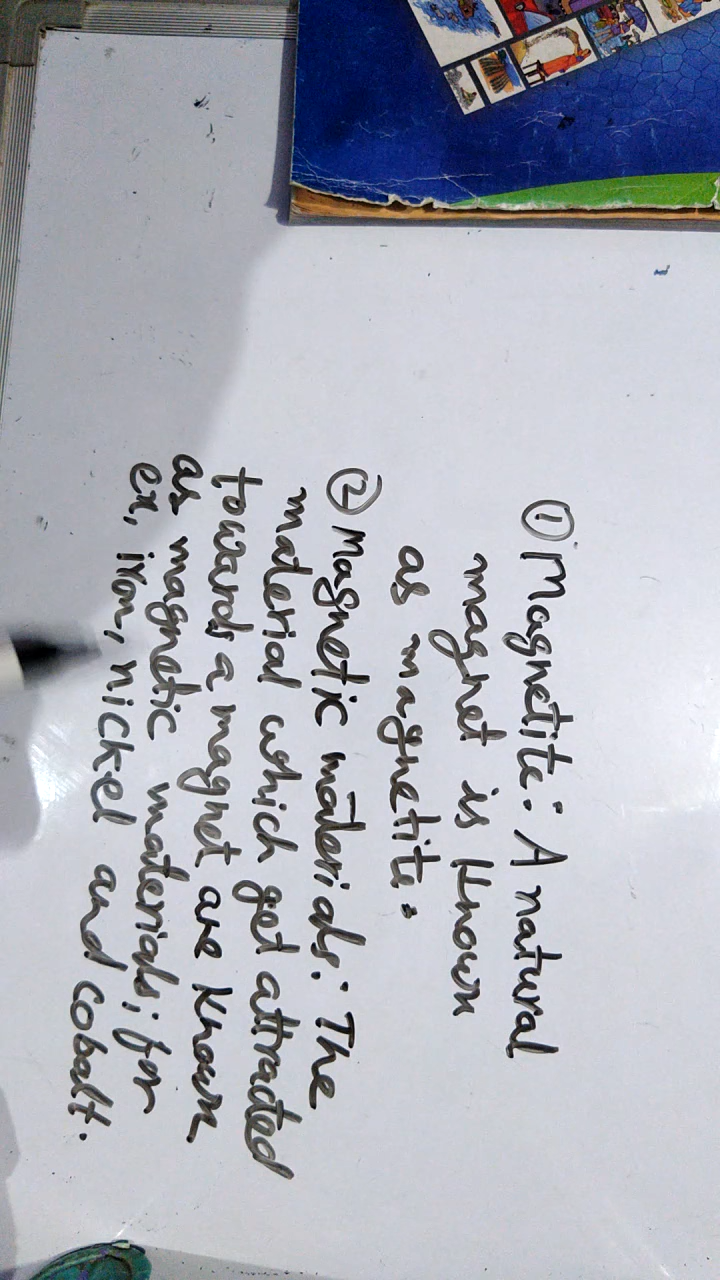 ① Magnetite: A natural
magnet is known
as magnetite.
② Magnetic materials: The
material which get attracted
towards a magnet are known
as magnetic materials; for
ex, iron, nickel and cobalt.